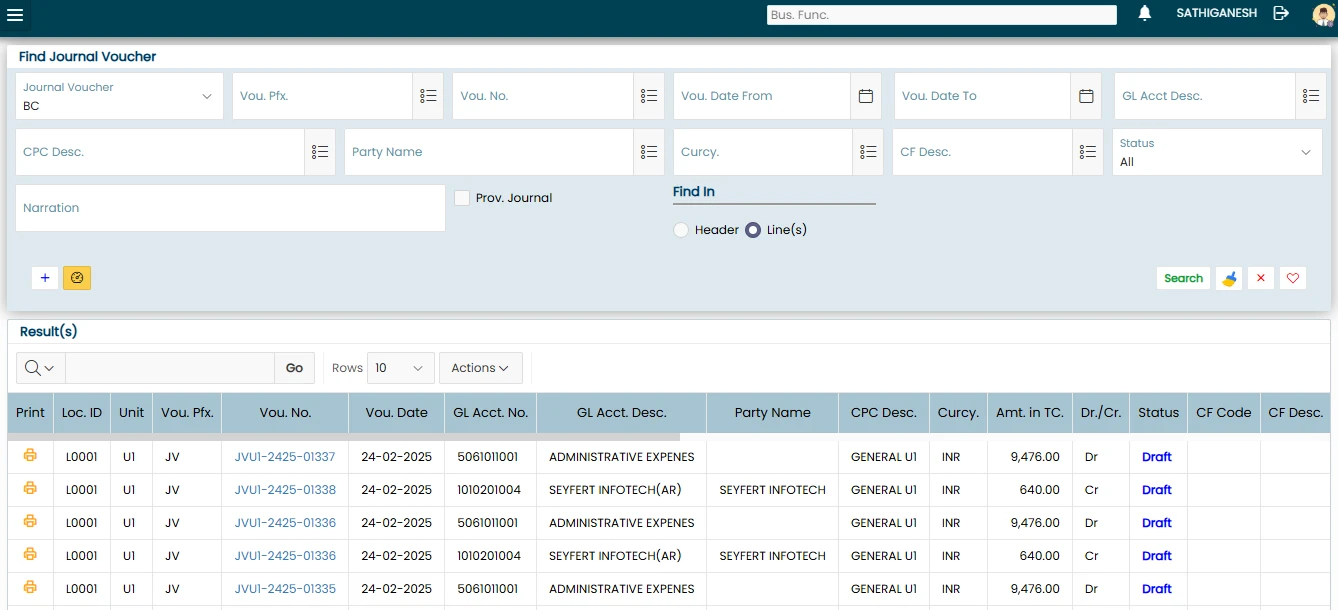 Bus. Func. SATHIGANESH
Find Journal Voucher
Journal Voucher
BC
Vou. Pfx. Vou. No. Vou. Date From Vou. Date To GL Acct Desc.
CPC Desc. Party Name Curcy. CF Desc.
Status
All
Narration
Prov. Journal
Find In
Header Line(s)
+ Search
Result(s)
Go Rows 10 Actions
Print Loc. ID Unit Vou. Pfx. Vou. No. Vou. Date GL Acct. No. GL Acct. Desc. Party Name CPC Desc. Curcy. Amt. in TC. Dr./Cr. Status CF Code CF Desc.
L0001 U1 JV JVU1-2425-01337 24-02-2025 5061011001 ADMINISTRATIVE EXPENES GENERAL U1 INR 9,476.00 Dr Draft
L0001 U1 JV JVU1-2425-01338 24-02-2025 1010201004 SEYFERT INFOTECH(AR) SEYFERT INFOTECH GENERAL U1 INR 640.00 Cr Draft
L0001 U1 JV JVU1-2425-01336 24-02-2025 5061011001 ADMINISTRATIVE EXPENES GENERAL U1 INR 9,476.00 Dr Draft
L0001 U1 JV JVU1-2425-01336 24-02-2025 1010201004 SEYFERT INFOTECH(AR) SEYFERT INFOTECH GENERAL U1 INR 640.00 Cr Draft
L0001 U1 JV JVU1-2425-01335 24-02-2025 5061011001 ADMINISTRATIVE EXPENES GENERAL U1 INR 9,476.00 Dr Draft